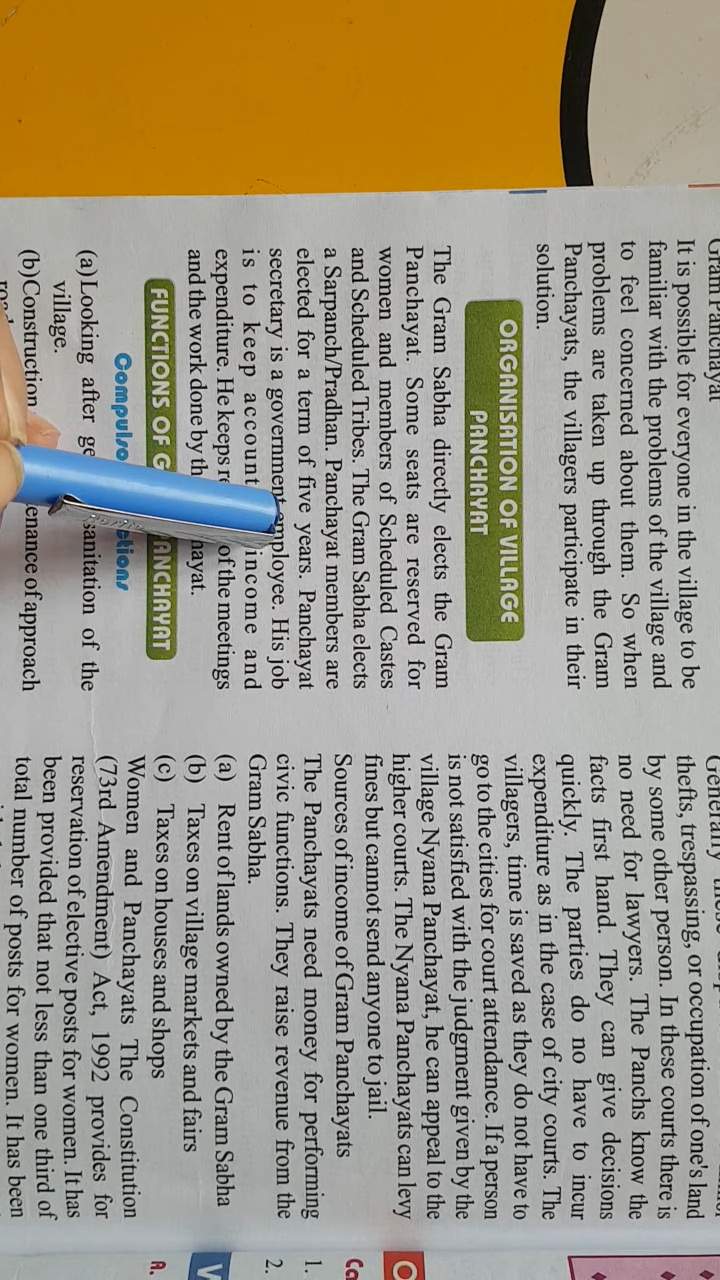 Gram Panchayat
It is possible for everyone in the village to be
familiar with the problems of the village and
to feel concerned about them. So when
problems are taken up through the Gram
Panchayats, the villagers participate in their
solution.
ORGANISATION OF VILLAGE
PANCHAYAT
The Gram Sabha directly elects the Gram
Panchayat. Some seats are reserved for
women and members of Scheduled Castes
and Scheduled Tribes. The Gram Sabha elects
a Sarpanch/Pradhan. Panchayat members are
elected for a term of five years. Panchayat
secretary is a government employee. His job
is to keep account income and
expenditure. He keeps of the meetings
and the work done by
FUNCTIONS OF
(a)Looking after sanitation of the
village.
(b)Construction of approach
Generally
thefts, trespassing, or occupation of one's land
by some other person. In these courts there is
no need for lawyers. The Panchs know the
facts first hand. They can give decisions
quickly. The parties do no have to incur
expenditure as in the case of city courts. The
villagers, time is saved as they do not have to
go to the cities for court attendance. If a person
is not satisfied with the judgment given by the
village Nyana Panchayat, he can appeal to the
higher courts. The Nyana Panchayats can levy
fines but cannot send anyone to jail.
Sources of income of Gram Panchayats
The Panchayats need money for performing
civic functions. They raise revenue from the
Gram Sabha.
(a) Rent of lands owned by the Gram Sabha
(b) Taxes on village markets and fairs
(c) Taxes on houses and shops
Women and Panchayats The Constitution
(73rd Amendment) Act, 1992 provides for
reservation of elective posts for women. It has
been provided that not less than one third of
total number of posts for women. It has been
1.
2.
A.